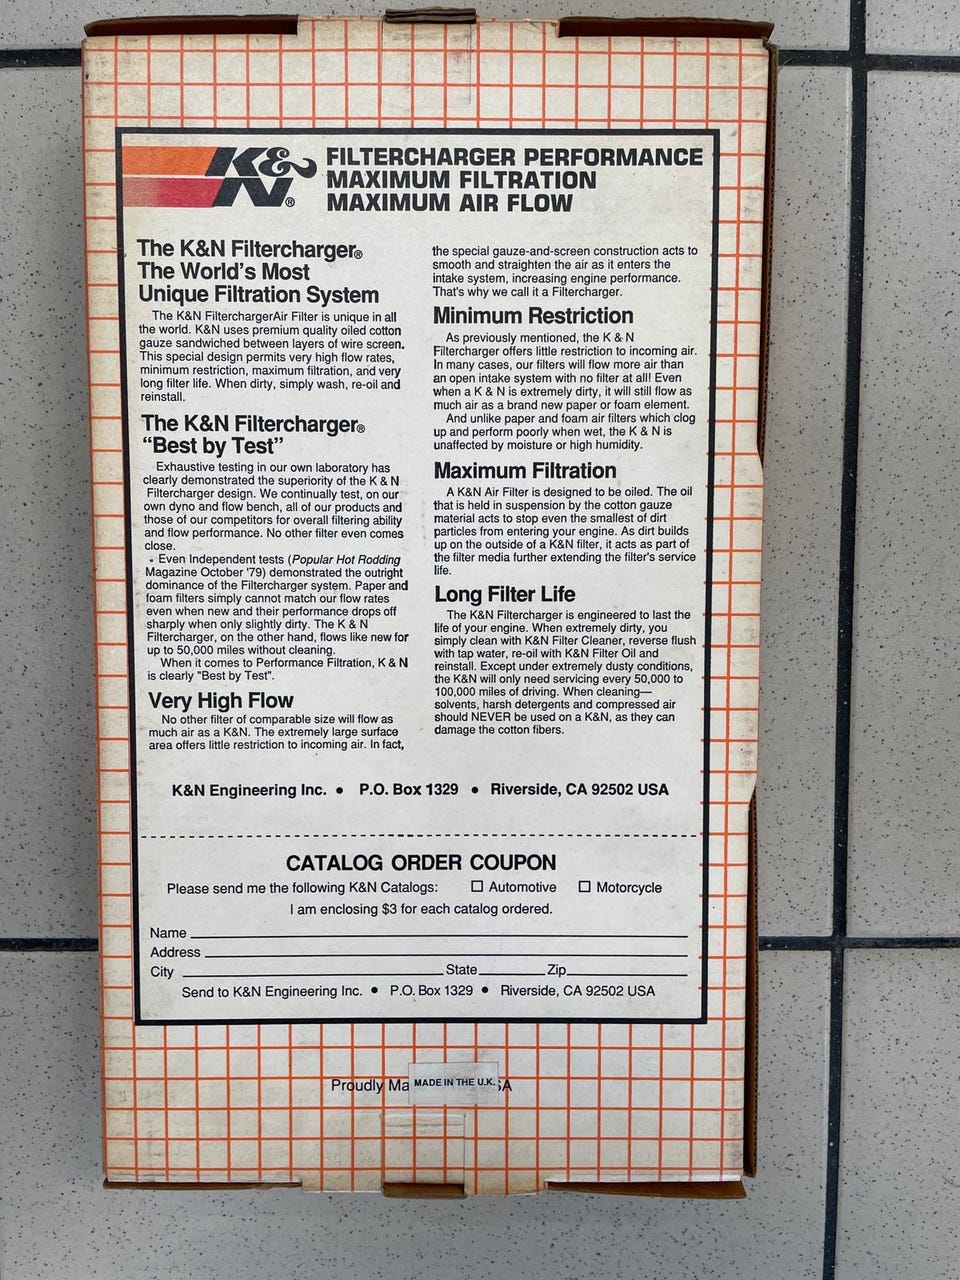 K&N®
FILTERCHARGER PERFORMANCE
MAXIMUM FILTRATION
MAXIMUM AIR FLOW
The K&N Filtercharger®
The World's Most
Unique Filtration System
The K&N FilterchargerAir Filter is unique in all
the world. K&N uses premium quality oiled cotton
gauze sandwiched between layers of wire screen.
This special design permits very high flow rates,
minimum restriction, maximum filtration, and very
long filter life. When dirty, simply wash, re-oil and
reinstall.
The K&N Filtercharger®
"Best by Test"
Exhaustive testing in our own laboratory has
clearly demonstrated the superiority of the K & N
Filtercharger design. We continually test, on our
own dyno and flow bench, all of our products and
those of our competitors for overall filtering ability
and flow performance. No other filter even comes
close.
Even Independent tests (Popular Hot Rodding
Magazine October '79) demonstrated the outright
dominance of the Filtercharger system. Paper and
foam filters simply cannot match our flow rates
even when new and their performance drops off
sharply when only slightly dirty. The K & N
Filtercharger, on the other hand, flows like new for
up to 50,000 miles without cleaning.
When it comes to Performance Filtration, K & N
is clearly "Best by Test".
Very High Flow
No other filter of comparable size will flow as
much air as a K&N. The extremely large surface
area offers little restriction to incoming air. In fact,
the special gauze-and-screen construction acts to
smooth and straighten the air as it enters the
intake system, increasing engine performance.
That's why we call it a Filtercharger.
Minimum Restriction
As previously mentioned, the K & N
Filtercharger offers little restriction to incoming air.
In many cases, our filters will flow more air than
an open intake system with no filter at all! Even
when a K & N is extremely dirty, it will still flow as
much air as a brand new paper or foam element.
And unlike paper and foam air filters which clog
up and perform poorly when wet, the K & N is
unaffected by moisture or high humidity.
Maximum Filtration
A K&N Air Filter is designed to be oiled. The oil
that is held in suspension by the cotton gauze
material acts to stop even the smallest of dirt
particles from entering your engine. As dirt builds
up on the outside of a K&N filter, it acts as part of
the filter media further extending the filter's service
life.
Long Filter Life
The K&N Filtercharger is engineered to last the
life of your engine. When extremely dirty, you
simply clean with K&N Filter Cleaner, reverse flush
with tap water, re-oil with K&N Filter Oil and
reinstall. Except under extremely dusty conditions,
the K&N will only need servicing every 50,000 to
100,000 miles of driving. When cleaning—
solvents, harsh detergents and compressed air
should NEVER be used on a K&N, as they can
damage the cotton fibers.
K&N Engineering Inc. • P.O. Box 1329 • Riverside, CA 92502 USA
CATALOG ORDER COUPON
Please send me the following K&N Catalogs: ☐ Automotive ☐ Motorcycle
I am enclosing $3 for each catalog ordered.
Name
Address
City State Zip
Send to K&N Engineering Inc. • P.O. Box 1329 • Riverside, CA 92502 USA
Proudly Ma MADE IN THE U.K. SA